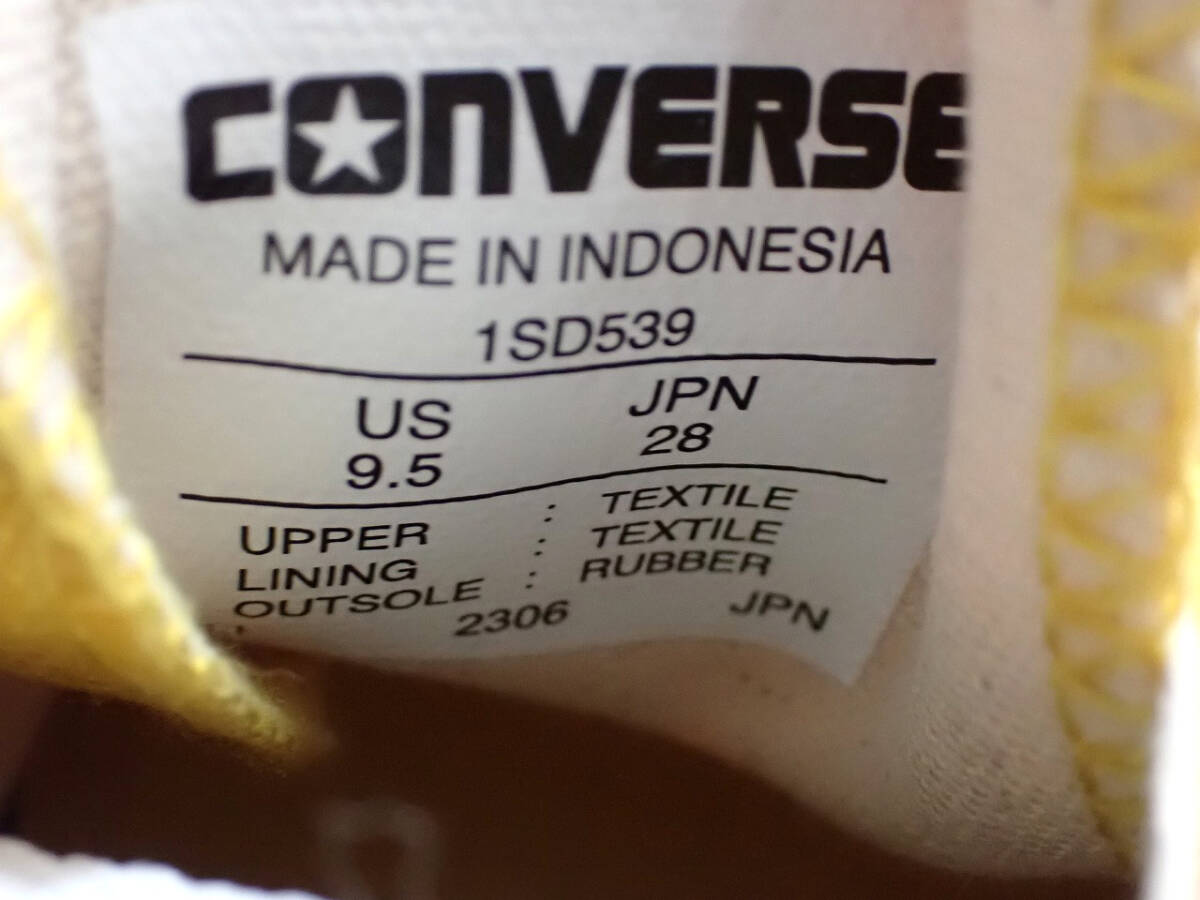 CONVERSE
MADE IN INDONESIA
1SD539
US JPN
9.5 28
UPPER : TEXTILE
LINING : TEXTILE
OUTSOLE : RUBBER
2306 JPN